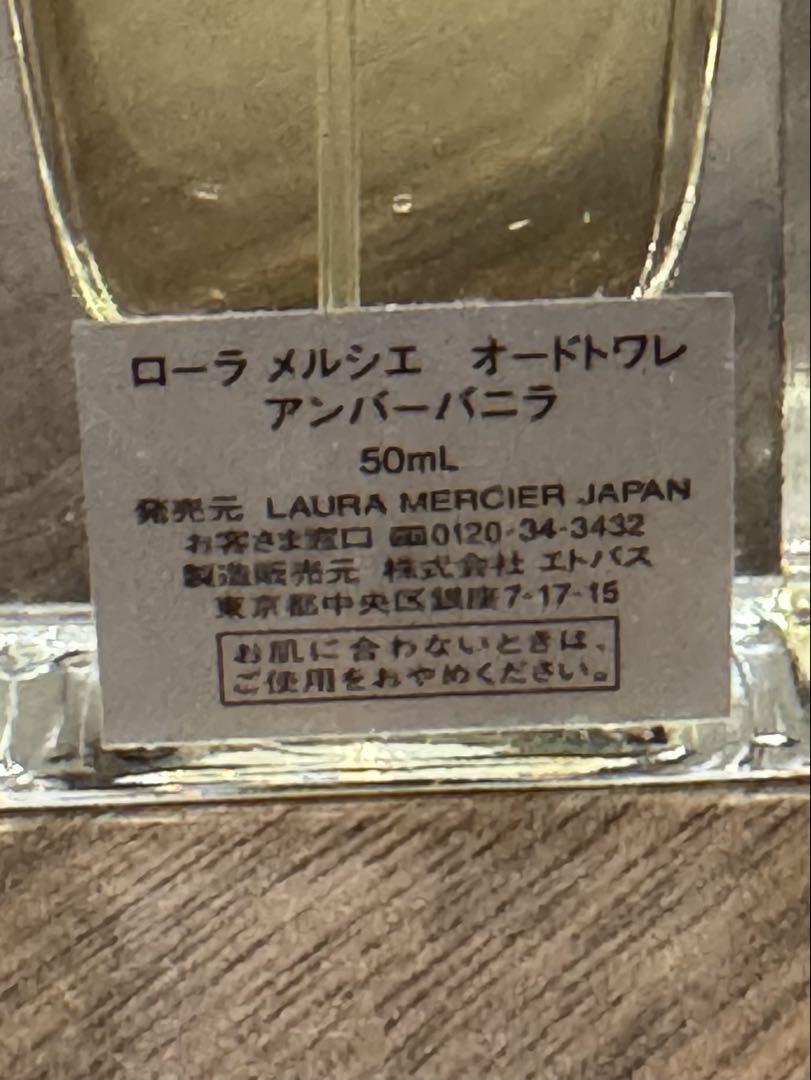 ローラ メルシエ　オードトワレ
アンバーバニラ
50mL
発売元 LAURA MERCIER JAPAN
お客さま窓口 0120-34-3432
製造販売元 株式会社 エトバス
東京都中央区銀座7-17-15
お肌に合わないときは、
ご使用をおやめください。